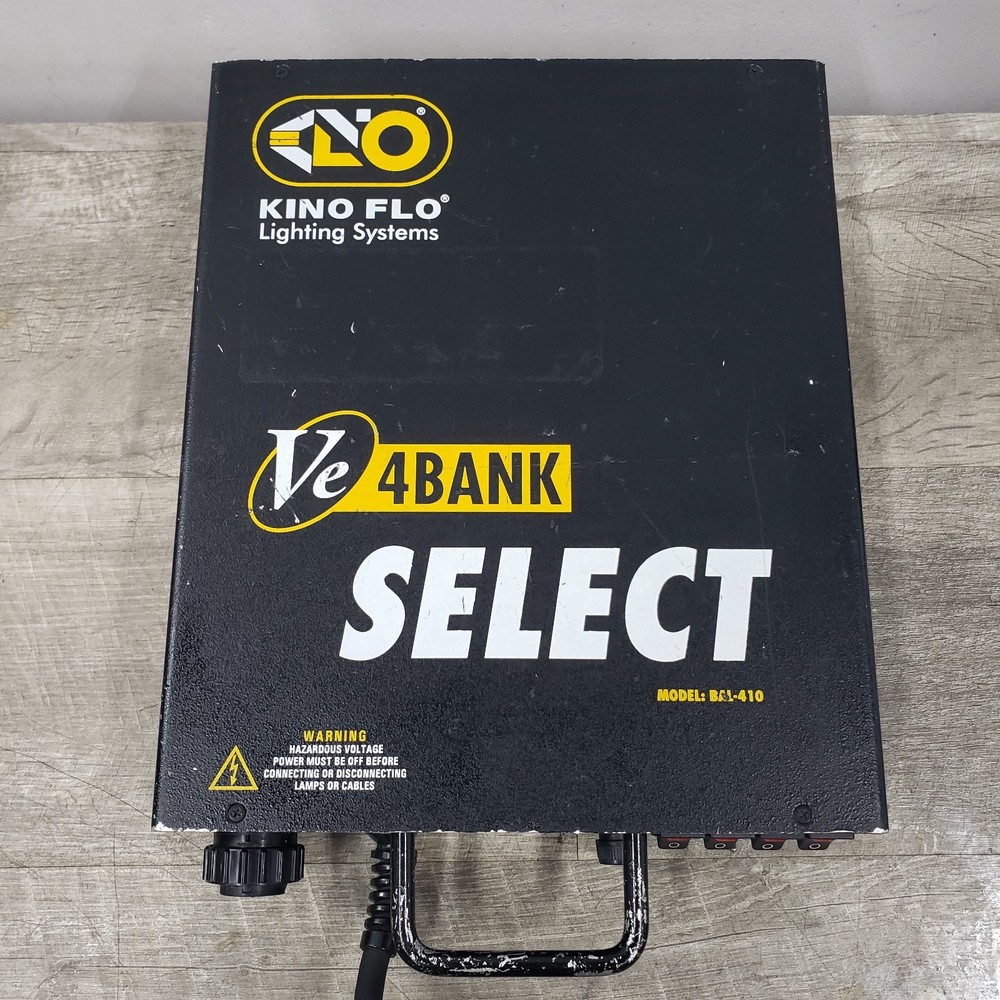 KINO FLO®
Lighting Systems
Ve 4BANK
SELECT
MODEL: BAL-410
WARNING
HAZARDOUS VOLTAGE
POWER MUST BE OFF BEFORE
CONNECTING OR DISCONNECTING
LAMPS OR CABLES